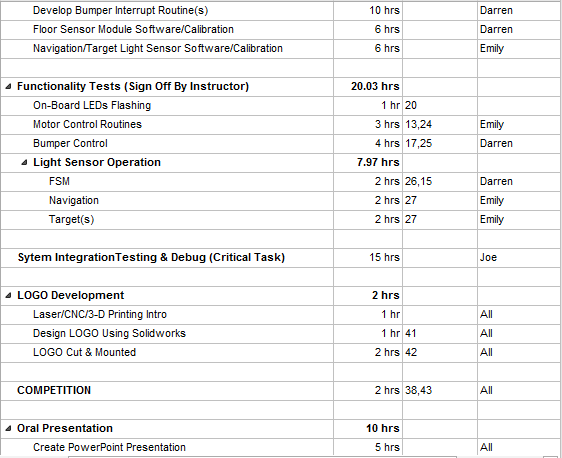 Develop Bumper Interrupt Routine(s) 10 hrs Darren
Floor Sensor Module Software/Calibration 6 hrs Darren
Navigation/Target Light Sensor Software/Calibration 6 hrs Emily
Functionality Tests (Sign Off By Instructor) 20.03 hrs
On-Board LEDs Flashing 1 hr 20
Motor Control Routines 3 hrs 13,24 Emily
Bumper Control 4 hrs 17,25 Darren
Light Sensor Operation 7.97 hrs
FSM 2 hrs 26,15 Darren
Navigation 2 hrs 27 Emily
Target(s) 2 hrs 27 Emily
Sytem IntegrationTesting & Debug (Critical Task) 15 hrs Joe
LOGO Development 2 hrs
Laser/CNC/3-D Printing Intro 1 hr All
Design LOGO Using Solidworks 1 hr 41 All
LOGO Cut & Mounted 2 hrs 42 All
COMPETITION 2 hrs 38,43 All
Oral Presentation 10 hrs
Create PowerPoint Presentation 5 hrs All